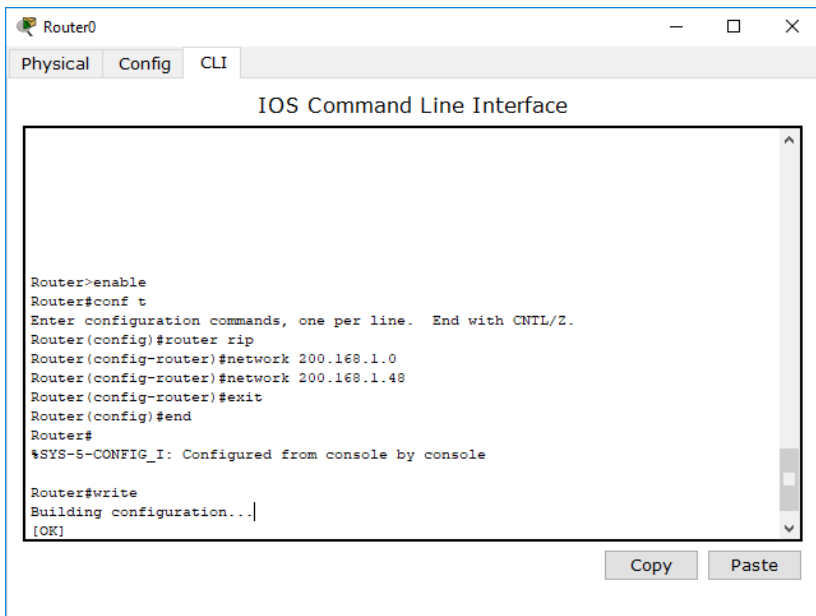 Router0
Physical Config CLI
IOS Command Line Interface
Router>enable
Router#conf t
Enter configuration commands, one per line.  End with CNTL/Z.
Router(config)#router rip
Router(config-router)#network 200.168.1.0
Router(config-router)#network 200.168.1.48
Router(config-router)#exit
Router(config)#end
Router#
%SYS-5-CONFIG_I: Configured from console by console
Router#write
Building configuration...
[OK]
Copy Paste